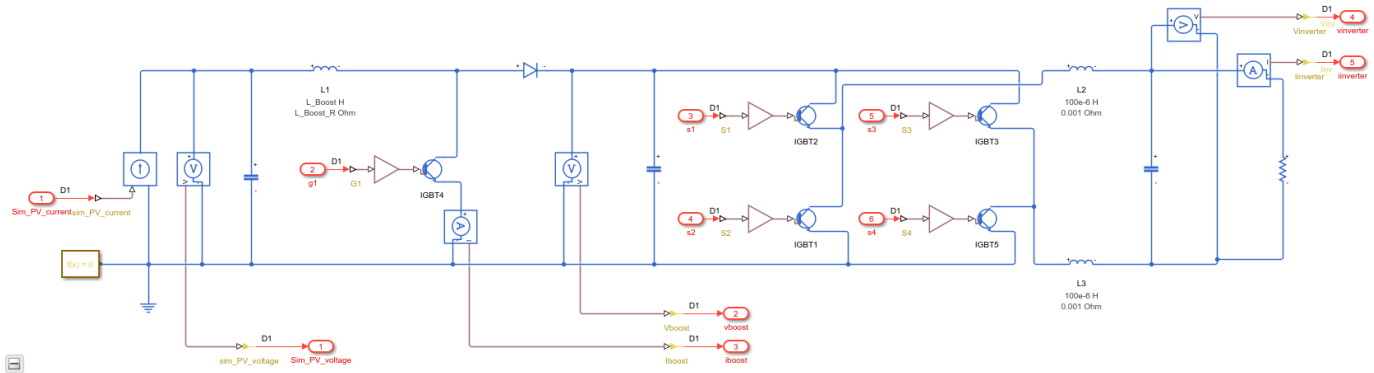 D1
V
4
Vinverter
vinverter
D1
I
5
Iinverter
iinverter
A
L1
L_Boost H
L_Boost_R Ohm
L2
100e-6 H
0.001 Ohm
3
D1
s1
S1
IGBT2
5
D1
s3
S3
IGBT3
V
V
2
D1
g1
G1
IGBT4
1
D1
Sim_PV_current
sim_PV_current
A
4
D1
s2
S2
IGBT1
6
D1
s4
S4
IGBT5
f(x) = 0
L3
100e-6 H
0.001 Ohm
D1
Vboost
2
vboost
D1
sim_PV_voltage
1
Sim_PV_voltage
D1
Iboost
3
iboost